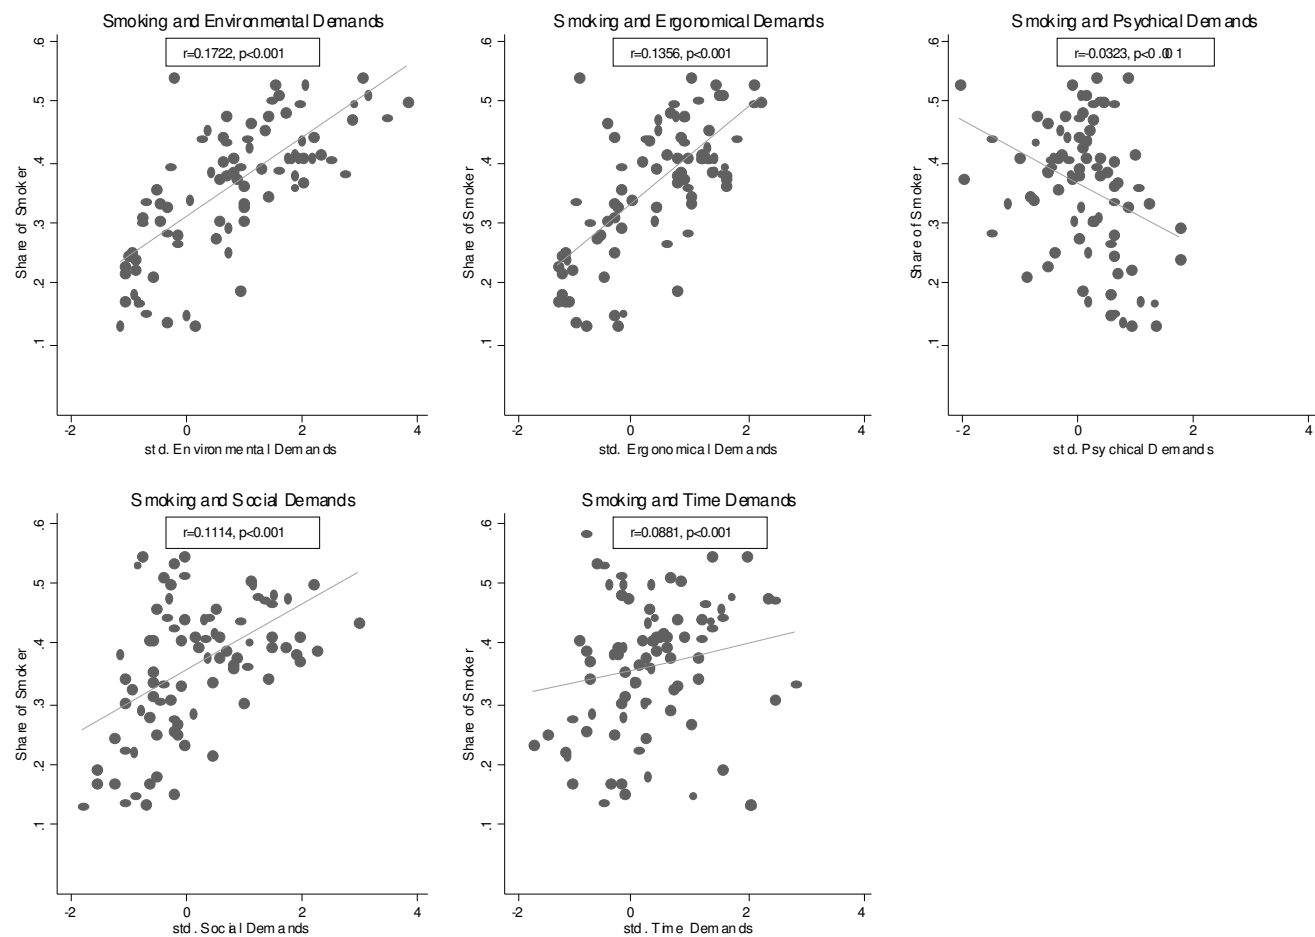 Smoking and Environmental Demands
r=0.1722, p<0.001
.6
.5
.4
.3
.2
.1
Share of Smoker
-2 0 2 4
std. Environmental Demands
Smoking and Ergonomical Demands
r=0.1356, p<0.001
.6
.5
.4
.3
.2
.1
Share of Smoker
-2 0 2 4
std. Ergonomical Demands
Smoking and Psychical Demands
r=-0.0323, p<0.001
.6
.5
.4
.3
.2
.1
Share of Smoker
-2 0 2 4
std. Psychical Demands
Smoking and Social Demands
r=0.1114, p<0.001
.6
.5
.4
.3
.2
.1
Share of Smoker
-2 0 2 4
std. Social Demands
Smoking and Time Demands
r=0.0881, p<0.001
.6
.5
.4
.3
.2
.1
Share of Smoker
-2 0 2 4
std. Time Demands